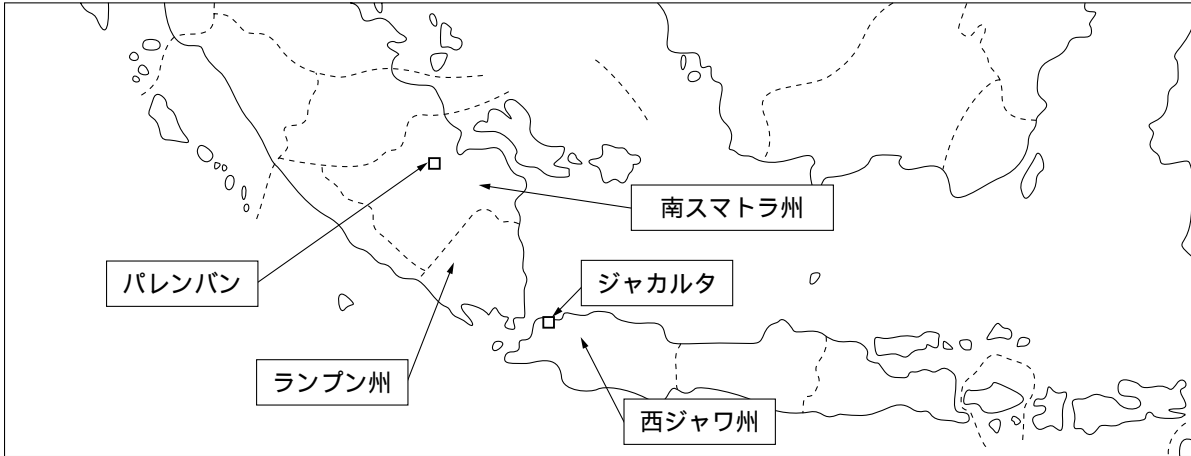 南スマトラ州
パレンバン
ジャカルタ
ランプン州
西ジャワ州